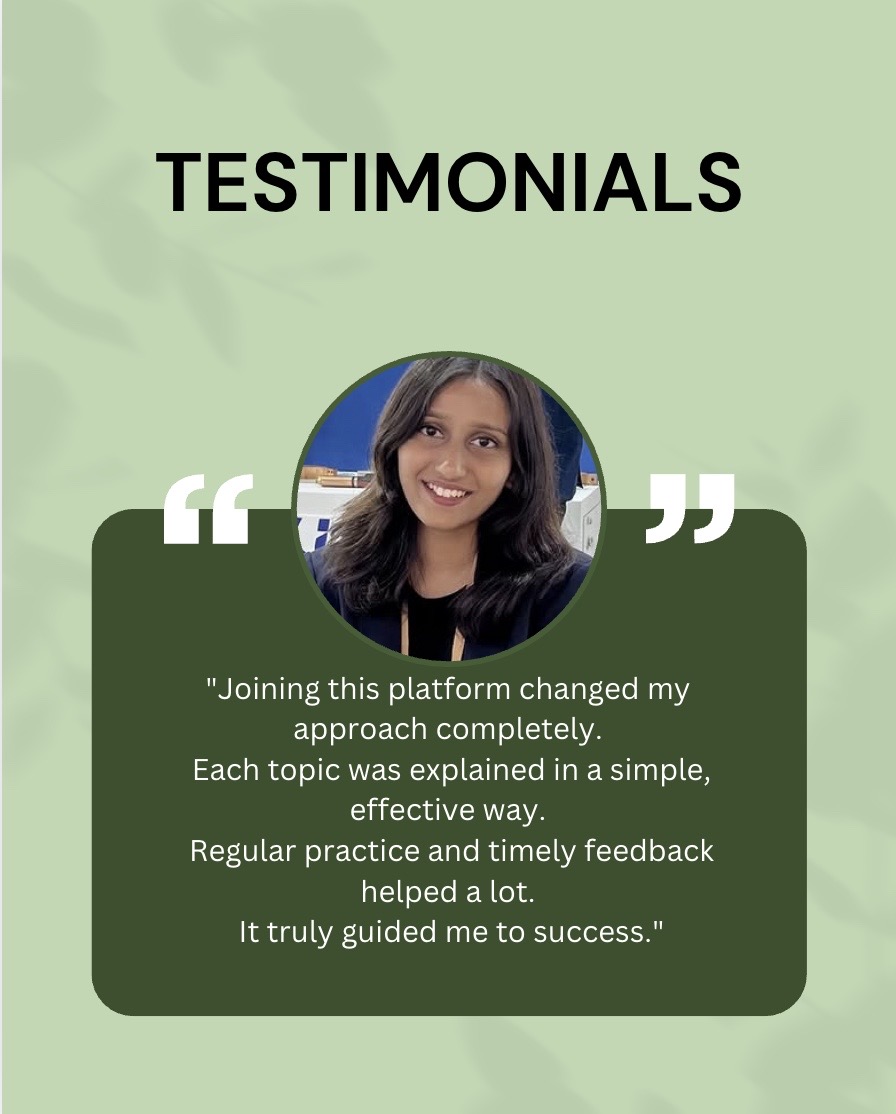 TESTIMONIALS
"Joining this platform changed my
approach completely.
Each topic was explained in a simple,
effective way.
Regular practice and timely feedback
helped a lot.
It truly guided me to success."